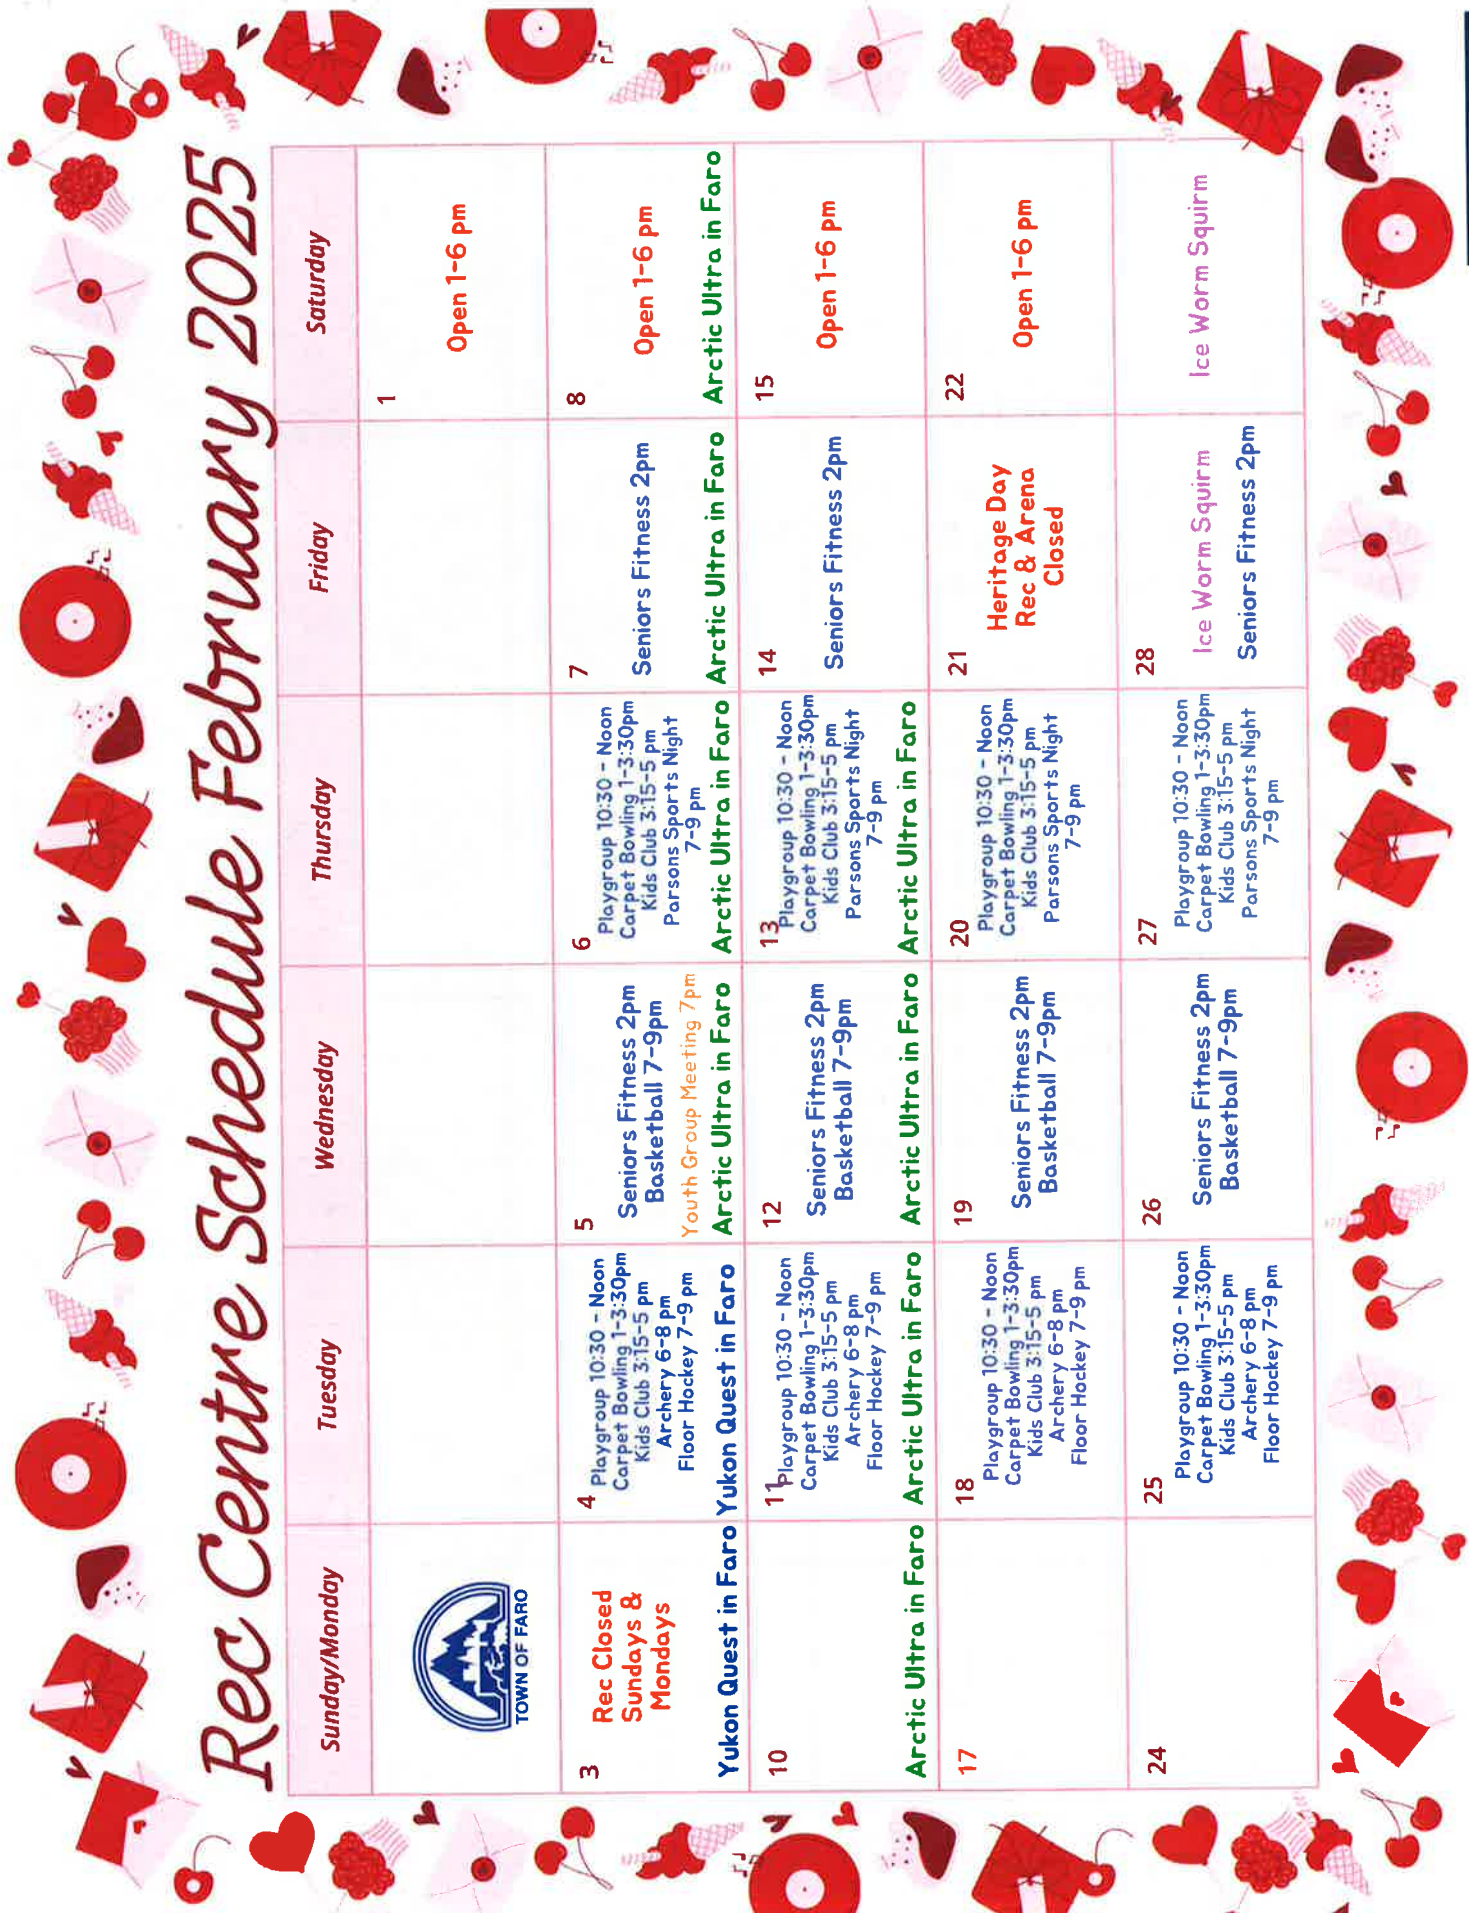 Rec Centre Schedule February 2025
Sunday/Monday
Tuesday
Wednesday
Thursday
Friday
Saturday
TOWN OF FARO
1
Open 1-6 pm
3
Rec Closed
Sundays &
Mondays
Yukon Quest in Faro
4
Playgroup 10:30 - Noon
Carpet Bowling 1-3:30pm
Kids Club 3:15-5 pm
Archery 6-8 pm
Floor Hockey 7-9 pm
Yukon Quest in Faro
5
Seniors Fitness 2pm
Basketball 7-9pm
Youth Group Meeting 7pm
Arctic Ultra in Faro
6
Playgroup 10:30 - Noon
Carpet Bowling 1-3:30pm
Kids Club 3:15-5 pm
Parsons Sports Night
7-9 pm
Arctic Ultra in Faro
7
Seniors Fitness 2pm
Arctic Ultra in Faro
8
Open 1-6 pm
Arctic Ultra in Faro
10
Arctic Ultra in Faro
11
Playgroup 10:30 - Noon
Carpet Bowling 1-3:30pm
Kids Club 3:15-5 pm
Archery 6-8 pm
Floor Hockey 7-9 pm
Arctic Ultra in Faro
12
Seniors Fitness 2pm
Basketball 7-9pm
Arctic Ultra in Faro
13
Playgroup 10:30 - Noon
Carpet Bowling 1-3:30pm
Kids Club 3:15-5 pm
Parsons Sports Night
7-9 pm
Arctic Ultra in Faro
14
Seniors Fitness 2pm
15
Open 1-6 pm
17
18
Playgroup 10:30 - Noon
Carpet Bowling 1-3:30pm
Kids Club 3:15-5 pm
Archery 6-8 pm
Floor Hockey 7-9 pm
19
Seniors Fitness 2pm
Basketball 7-9pm
20
Playgroup 10:30 - Noon
Carpet Bowling 1-3:30pm
Kids Club 3:15-5 pm
Parsons Sports Night
7-9 pm
21
Heritage Day
Rec & Arena
Closed
22
Open 1-6 pm
24
25
Playgroup 10:30 - Noon
Carpet Bowling 1-3:30pm
Kids Club 3:15-5 pm
Archery 6-8 pm
Floor Hockey 7-9 pm
26
Seniors Fitness 2pm
Basketball 7-9pm
27
Playgroup 10:30 - Noon
Carpet Bowling 1-3:30pm
Kids Club 3:15-5 pm
Parsons Sports Night
7-9 pm
28
Ice Worm Squirm
Seniors Fitness 2pm
Ice Worm Squirm